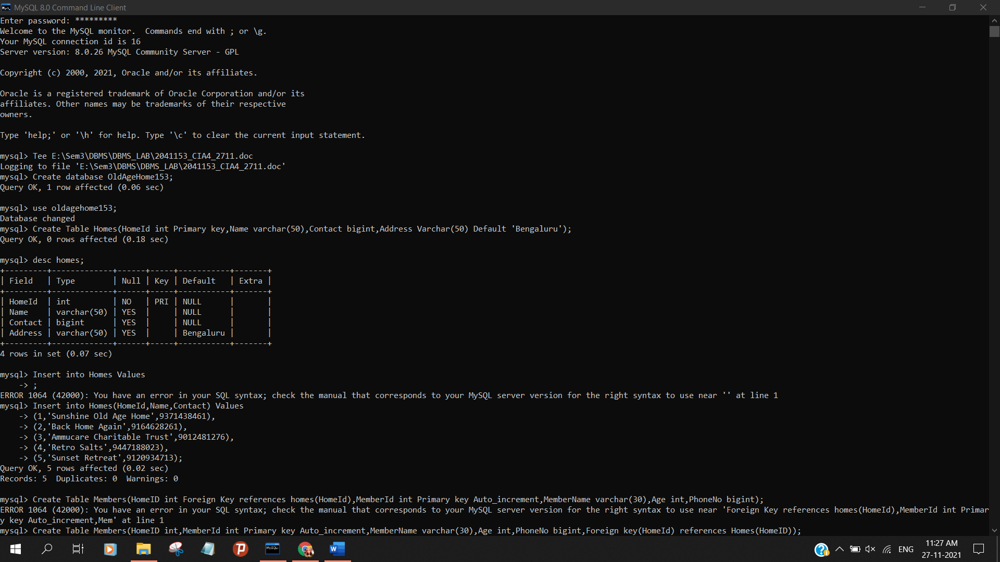 MySQL 8.0 Command Line Client
Enter password: *********
Welcome to the MySQL monitor.  Commands end with ; or \g.
Your MySQL connection id is 16
Server version: 8.0.26 MySQL Community Server - GPL
Copyright (c) 2000, 2021, Oracle and/or its affiliates.
Oracle is a registered trademark of Oracle Corporation and/or its
affiliates. Other names may be trademarks of their respective
owners.
Type 'help;' or '\h' for help. Type '\c' to clear the current input statement.
mysql> Tee E:\Sem3\DBMS\DBMS_LAB\2041153_CIA4_2711.doc
Logging to file 'E:\Sem3\DBMS\DBMS_LAB\2041153_CIA4_2711.doc'
mysql> Create database OldAgeHome153;
Query OK, 1 row affected (0.06 sec)
mysql> use oldagehome153;
Database changed
mysql> Create Table Homes(HomeId int Primary key,Name varchar(50),Contact bigint,Address Varchar(50) Default 'Bengaluru');
Query OK, 0 rows affected (0.18 sec)
mysql> desc homes;
+---------+-------------+------+-----+-----------+-------+
| Field   | Type        | Null | Key | Default   | Extra |
+---------+-------------+------+-----+-----------+-------+
| HomeId  | int         | NO   | PRI | NULL      |       |
| Name    | varchar(50) | YES  |     | NULL      |       |
| Contact | bigint      | YES  |     | NULL      |       |
| Address | varchar(50) | YES  |     | Bengaluru |       |
+---------+-------------+------+-----+-----------+-------+
4 rows in set (0.07 sec)
mysql> Insert into Homes Values
    -> ;
ERROR 1064 (42000): You have an error in your SQL syntax; check the manual that corresponds to your MySQL server version for the right syntax to use near '' at line 1
mysql> Insert into Homes(HomeId,Name,Contact) Values
    -> (1,'Sunshine Old Age Home',9371438461),
    -> (2,'Back Home Again',9164628261),
    -> (3,'Ammucare Charitable Trust',9012481276),
    -> (4,'Retro Salts',9447188023),
    -> (5,'Sunset Retreat',9120934713);
Query OK, 5 rows affected (0.02 sec)
Records: 5  Duplicates: 0  Warnings: 0
mysql> Create Table Members(HomeID int Foreign Key references homes(HomeId),MemberId int Primary key Auto_increment,MemberName varchar(30),Age int,PhoneNo bigint);
ERROR 1064 (42000): You have an error in your SQL syntax; check the manual that corresponds to your MySQL server version for the right syntax to use near 'Foreign Key references homes(HomeId),MemberId int Primar
y key Auto_increment,Mem' at line 1
mysql> Create Table Members(HomeID int,MemberId int Primary key Auto_increment,MemberName varchar(30),Age int,PhoneNo bigint,Foreign key(HomeId) references Homes(HomeID));
MySQL
W
ENG
11:27 AM
27-11-2021